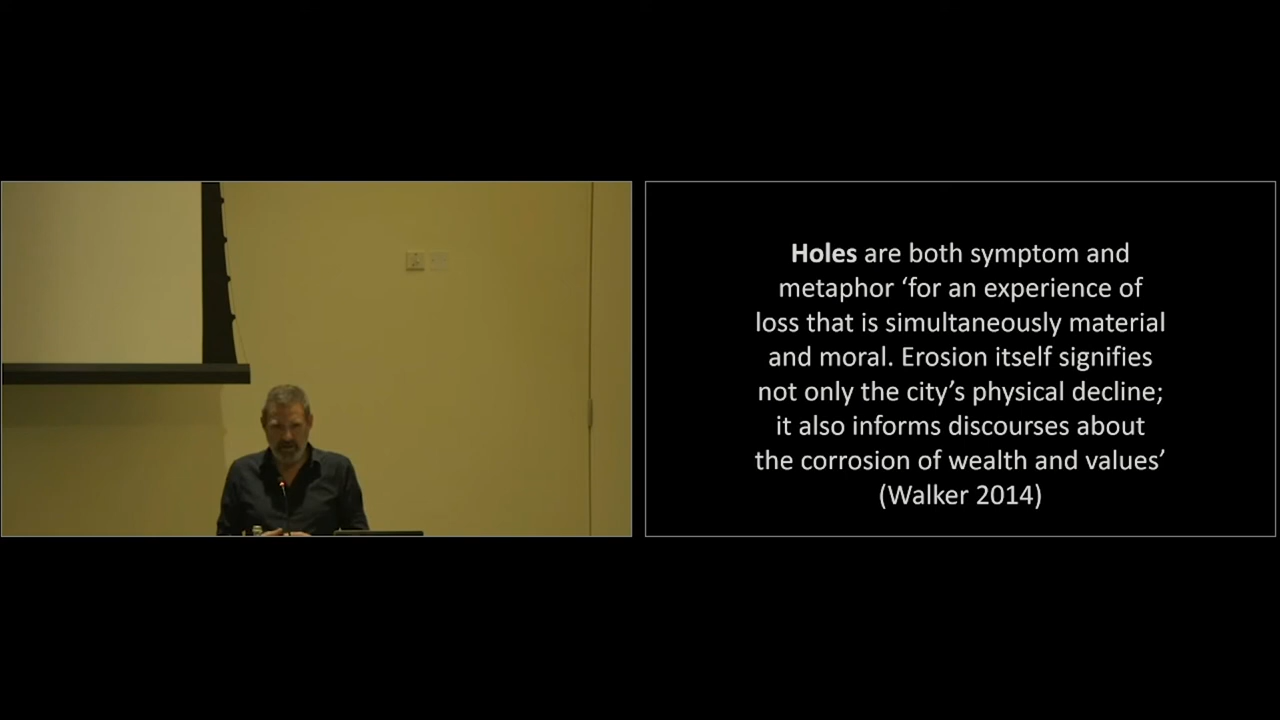 Holes are both symptom and
metaphor ‘for an experience of
loss that is simultaneously material
and moral. Erosion itself signifies
not only the city’s physical decline;
it also informs discourses about
the corrosion of wealth and values’
(Walker 2014)